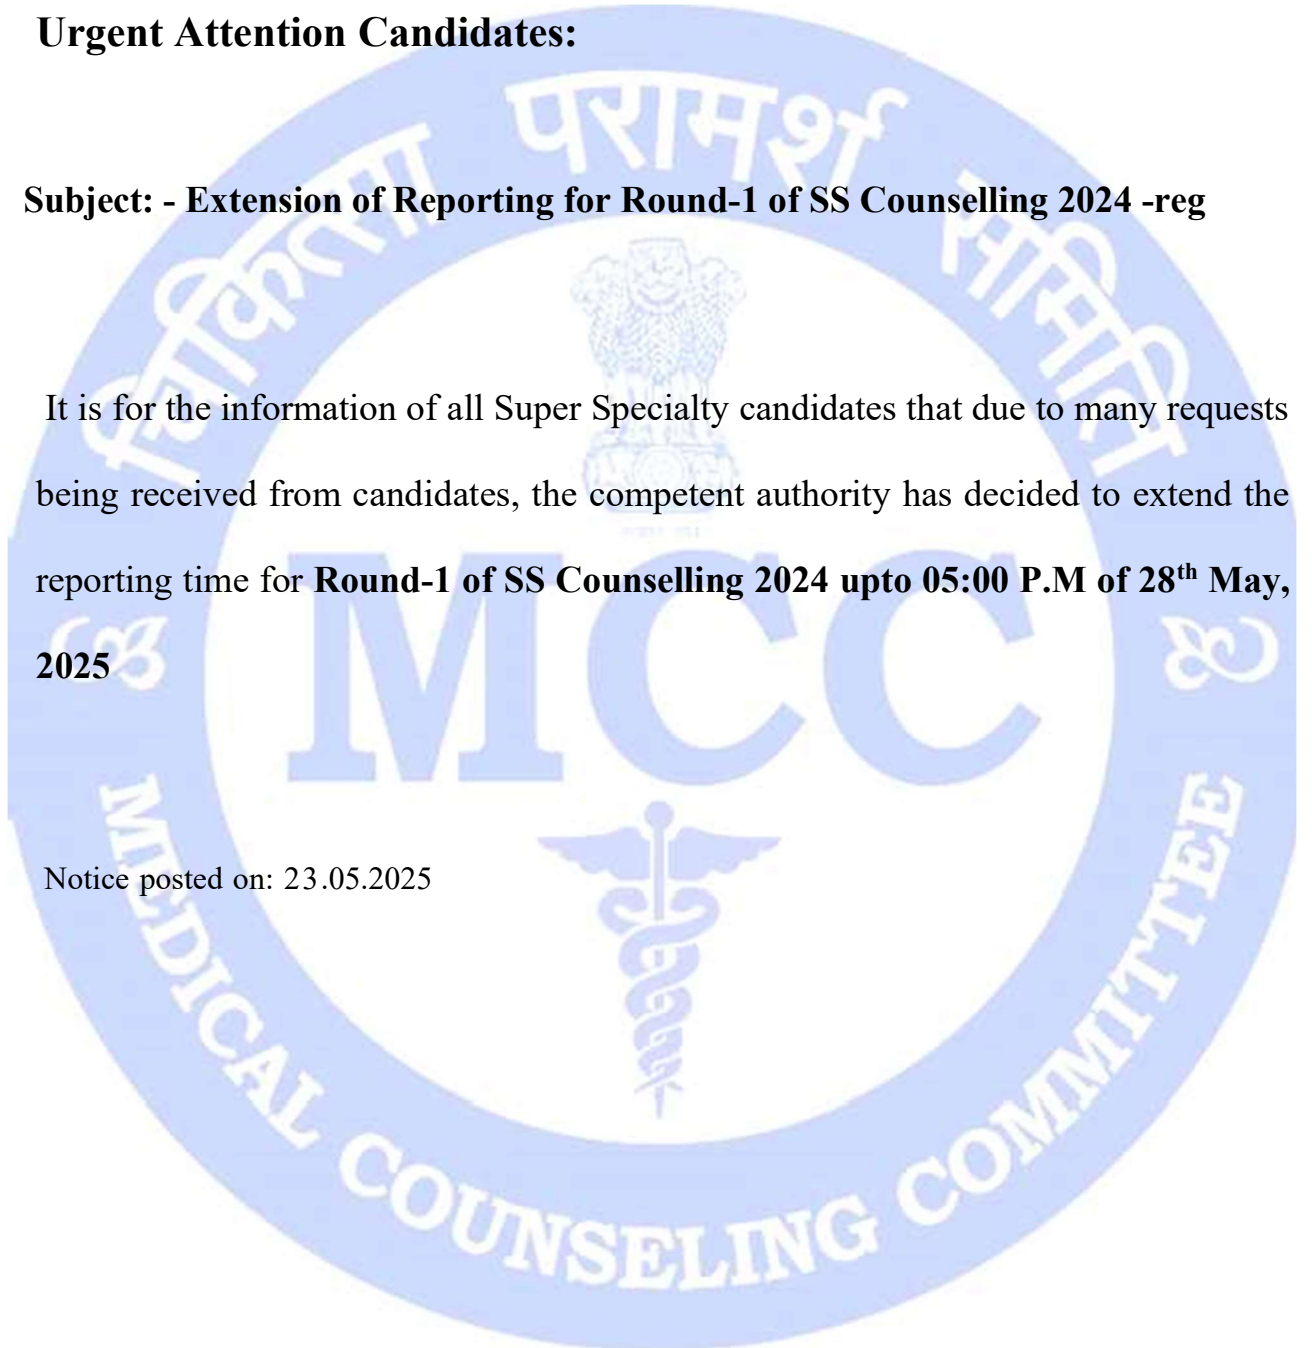 Urgent Attention Candidates:
चिकित्सा परामर्श समिति
Subject: - Extension of Reporting for Round-1 of SS Counselling 2024 -reg
It is for the information of all Super Specialty candidates that due to many requests
being received from candidates, the competent authority has decided to extend the
reporting time for Round-1 of SS Counselling 2024 upto 05:00 P.M of 28th May,
2025
MCC
Notice posted on: 23.05.2025
MEDICAL COUNSELING COMMITTEE